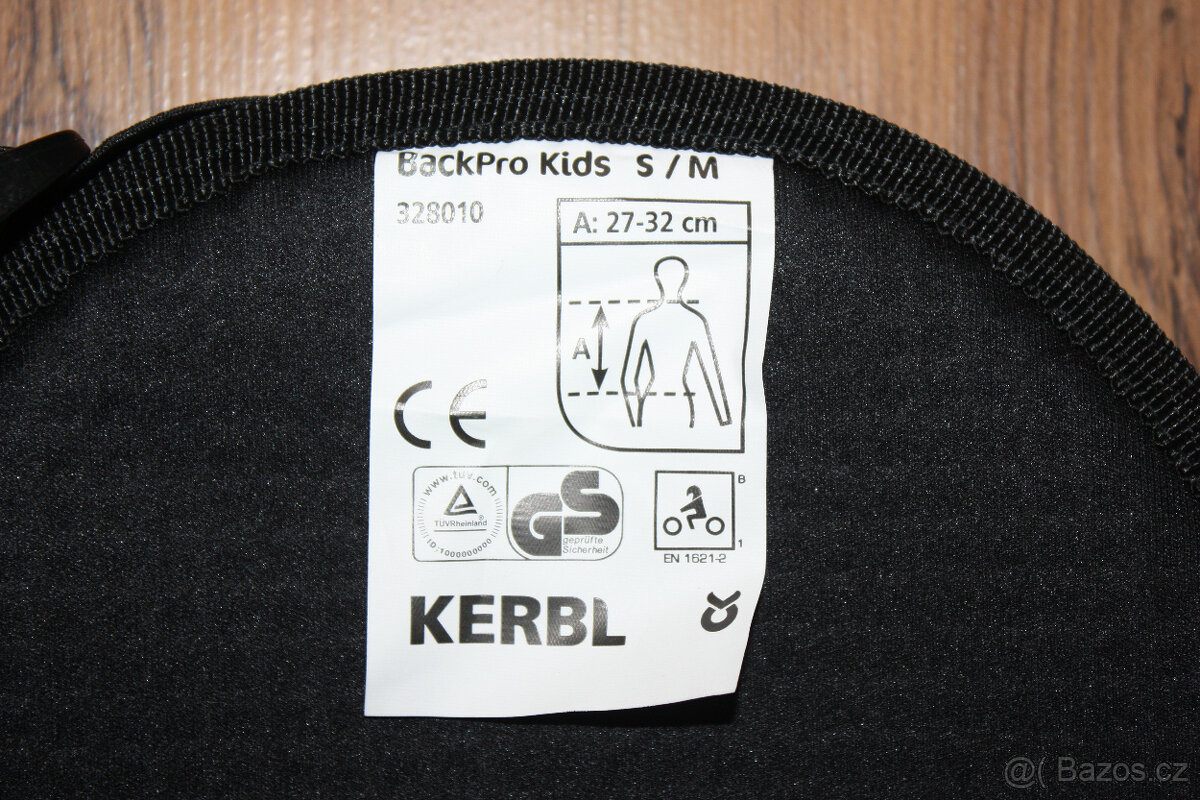 BackPro Kids S / M
328010
A: 27-32 cm
A
CE
www.tuv.com
TÜVRheinland®
ID:1000000000
GS
geprüfte
Sicherheit
B
1
EN 1621-2
KERBL
@( Bazos.cz